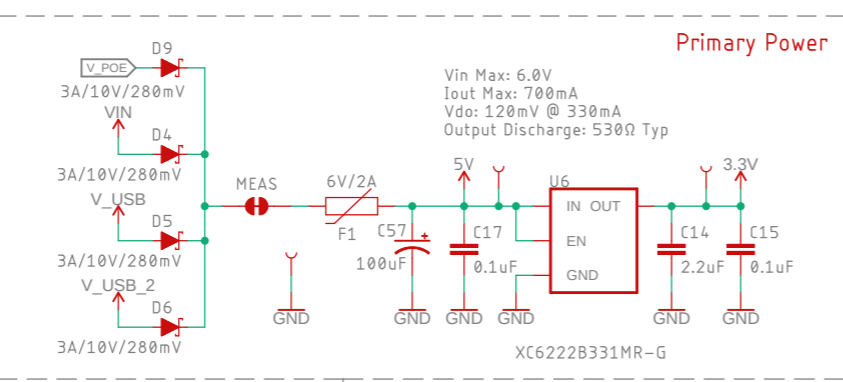 Primary Power
D9
V_POE
3A/10V/280mV
VIN
D4
3A/10V/280mV
V_USB
D5
3A/10V/280mV
V_USB_2
D6
3A/10V/280mV
MEAS
6V/2A
F1
GND
C57
100uF
GND
5V
C17
0.1uF
GND
Vin Max: 6.0V
Iout Max: 700mA
Vdo: 120mV @ 330mA
Output Discharge: 530Ω Typ
U6
IN OUT
EN
GND
GND
XC6222B331MR-G
3.3V
C14
2.2uF
GND
C15
0.1uF
GND